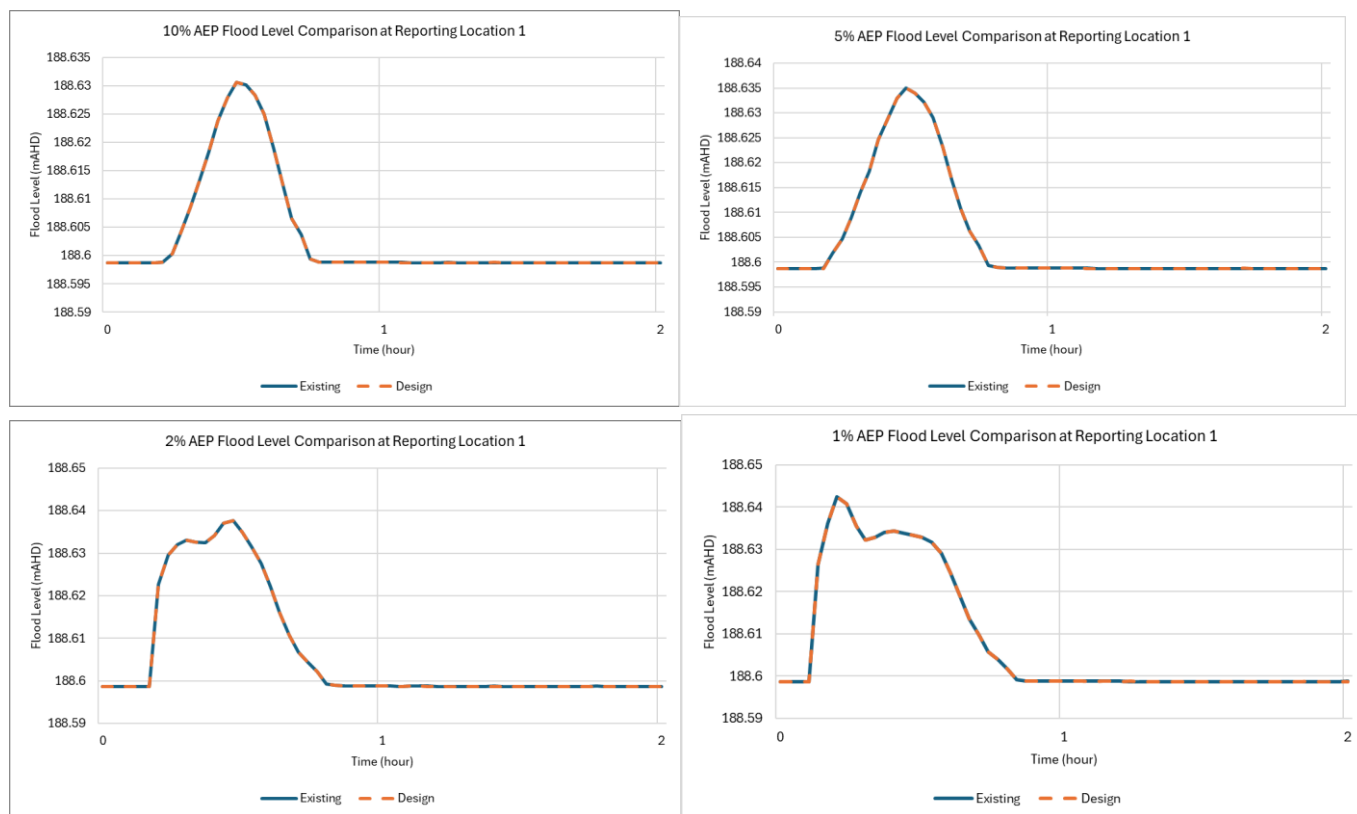 10% AEP Flood Level Comparison at Reporting Location 1
Flood Level (mAHD)
188.635
188.63
188.625
188.62
188.615
188.61
188.605
188.6
188.595
188.59
0 1 2
Time (hour)
Existing Design
5% AEP Flood Level Comparison at Reporting Location 1
Flood Level (mAHD)
188.64
188.635
188.63
188.625
188.62
188.615
188.61
188.605
188.6
188.595
188.59
0 1 2
Time (hour)
Existing Design
2% AEP Flood Level Comparison at Reporting Location 1
Flood Level (mAHD)
188.65
188.64
188.63
188.62
188.61
188.6
188.59
0 1 2
Time (hour)
Existing Design
1% AEP Flood Level Comparison at Reporting Location 1
Flood Level (mAHD)
188.65
188.64
188.63
188.62
188.61
188.6
188.59
0 1 2
Time (hour)
Existing Design